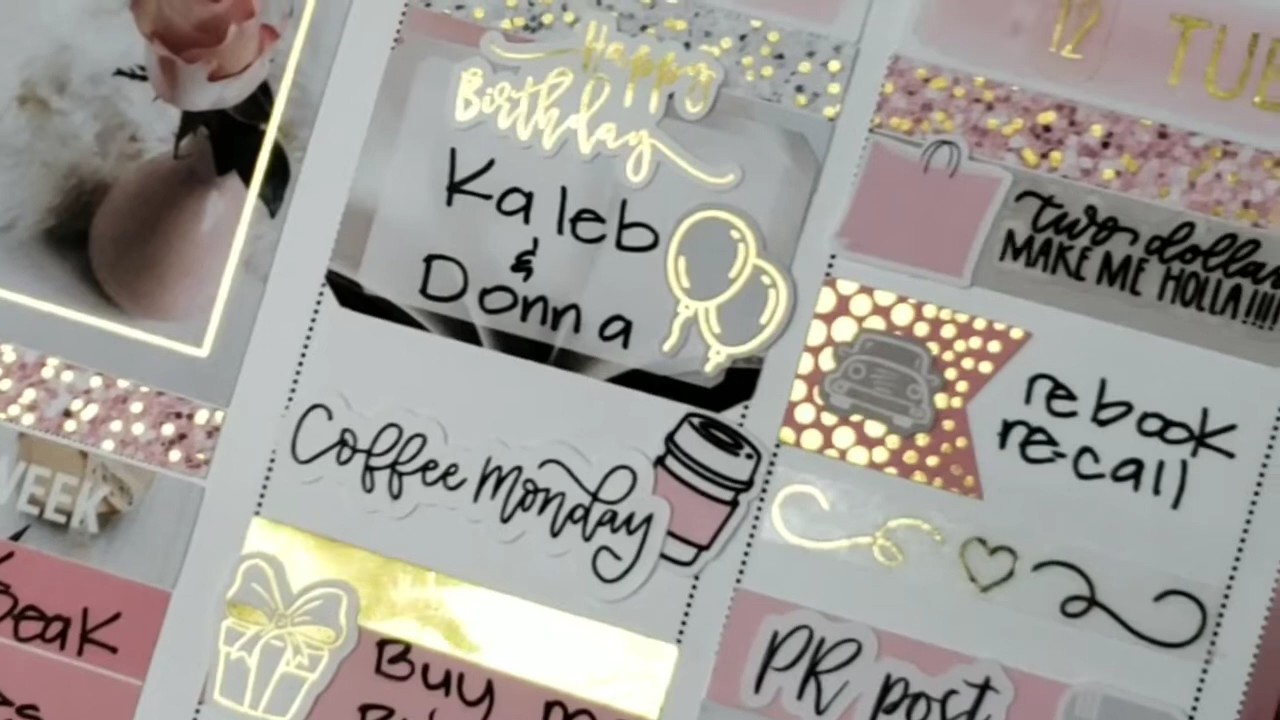 Happy
Birthday
Kaleb
&
Donna
Coffee Monday
Buy
12 TUE
two dollar
MAKE ME HOLLA!!!!
rebook
re-call
PR post
WEEK